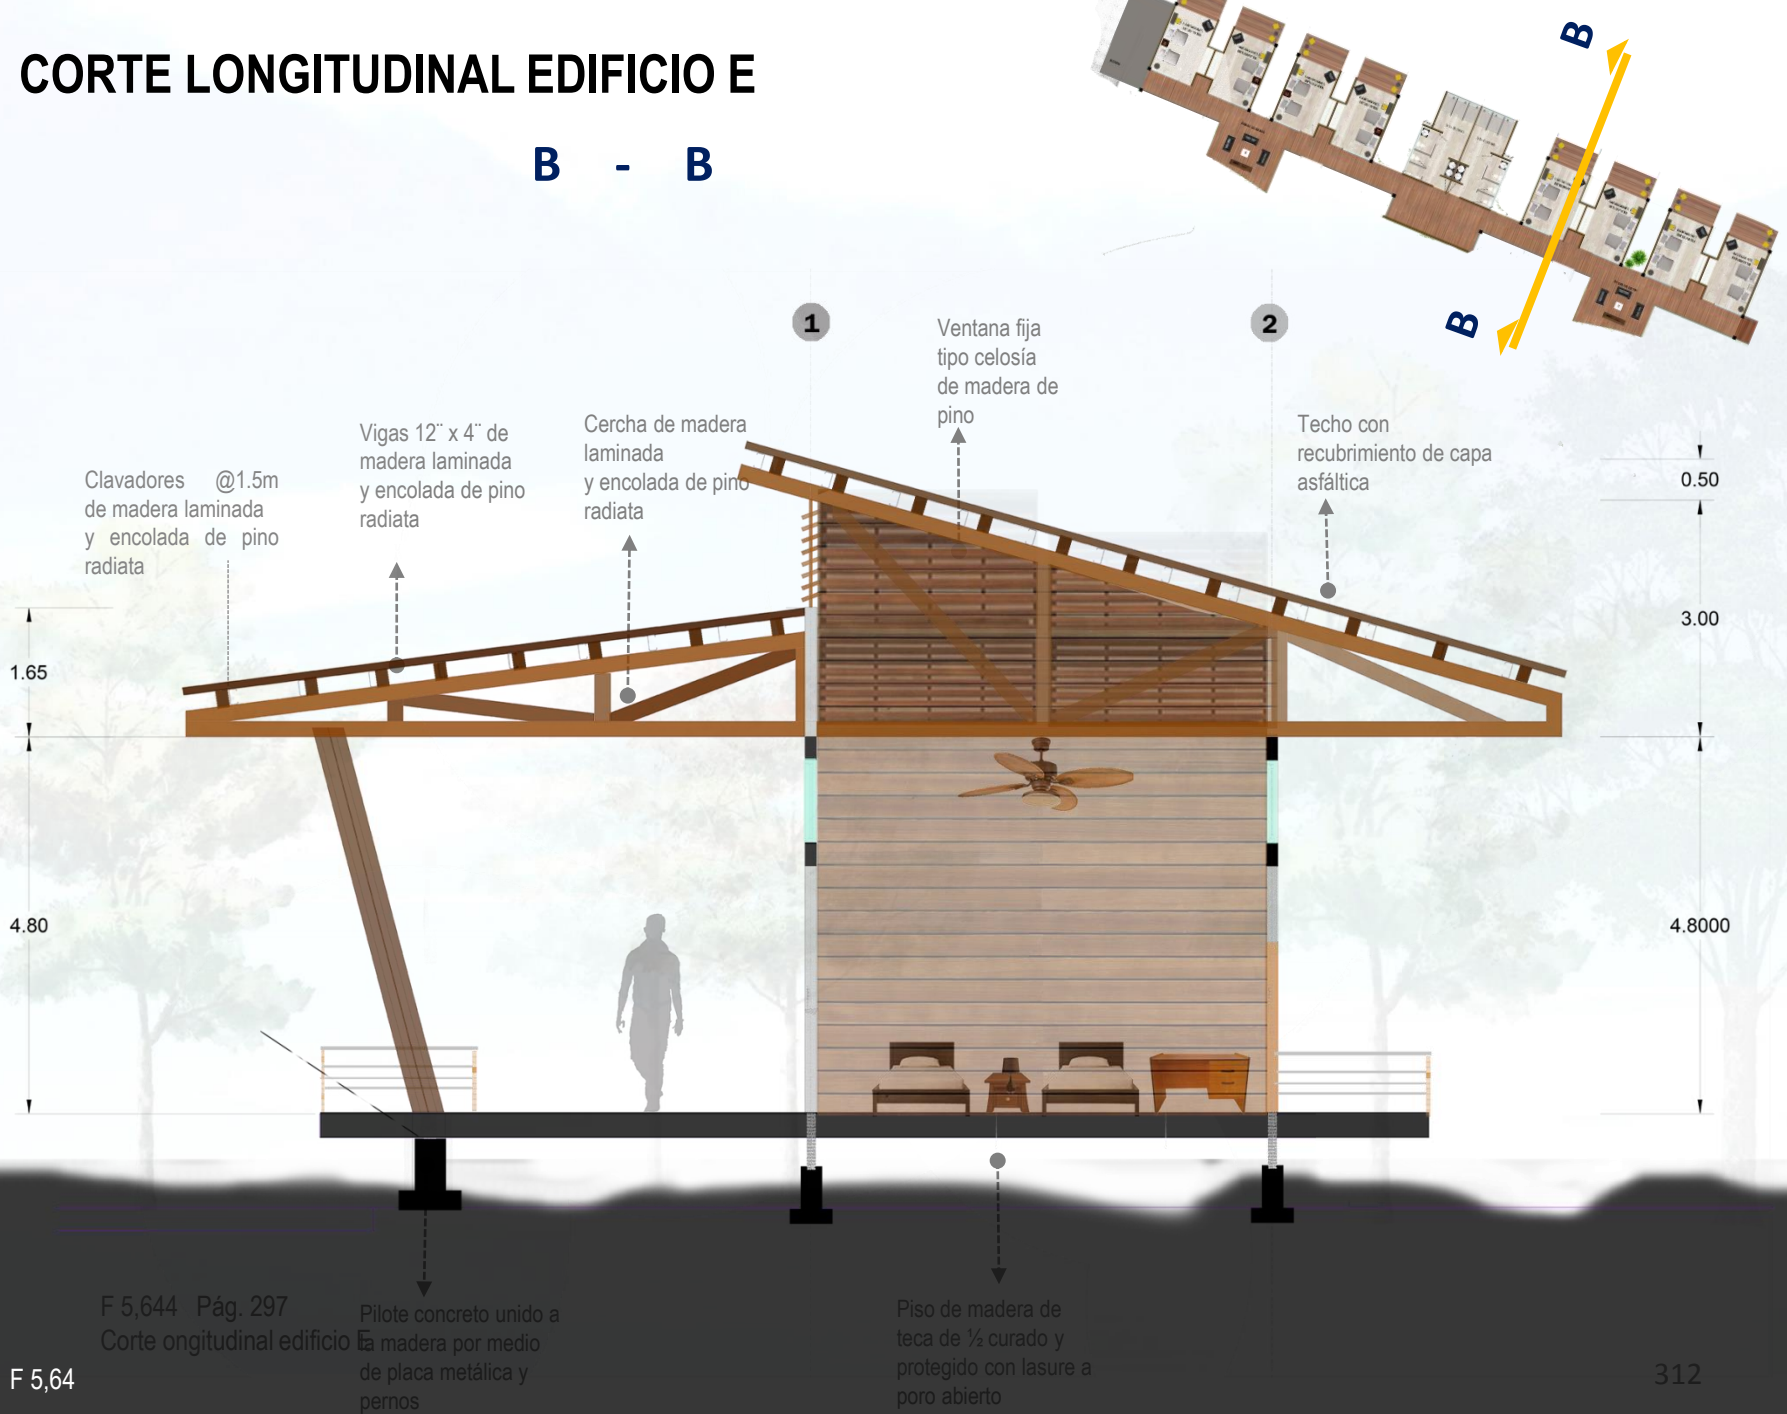 CORTE LONGITUDINAL EDIFICIO E
B - B
B
B
1
2
Ventana fija
tipo celosía
de madera de
pino
Cercha de madera
laminada
y encolada de pino
radiata
Vigas 12¨ x 4¨ de
madera laminada
y encolada de pino
radiata
Clavadores @1.5m
de madera laminada
y encolada de pino
radiata
Techo con
recubrimiento de capa
asfáltica
0.50
3.00
4.8000
1.65
4.80
F 5,644 Pág. 297
Corte ongitudinal edificio E
Pilote concreto unido a
la madera por medio
de placa metálica y
pernos
Piso de madera de
teca de ½ curado y
protegido con lasure a
poro abierto
F 5,64
312